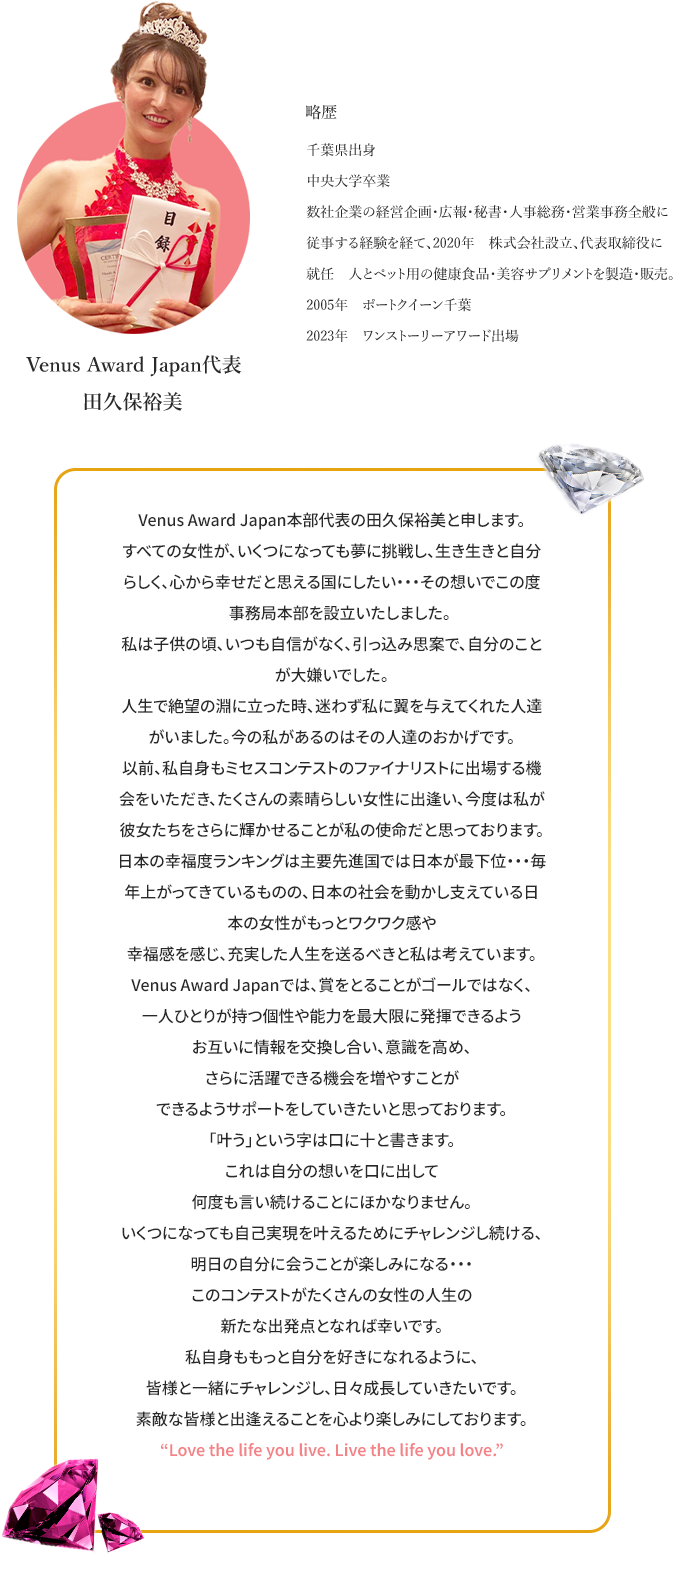 目録
略歴
千葉県出身
中央大学卒業
数社企業の経営企画・広報・秘書・人事総務・営業事務全般に
従事する経験を経て、2020年　株式会社設立、代表取締役に
就任　人とペット用の健康食品・美容サプリメントを製造・販売。
2005年　ポートクイーン千葉
2023年　ワンストーリーアワード出場
Venus Award Japan代表
田久保裕美
Venus Award Japan本部代表の田久保裕美と申します。
すべての女性が、いくつになっても夢に挑戦し、生き生きと自分
らしく、心から幸せだと思える国にしたい・・・その想いでこの度
事務局本部を設立いたしました。
私は子供の頃、いつも自信がなく、引っ込み思案で、自分のこと
が大嫌いでした。
人生で絶望の淵に立った時、迷わず私に翼を与えてくれた人達
がいました。今の私があるのはその人達のおかげです。
以前、私自身もミセスコンテストのファイナリストに出場する機
会をいただき、たくさんの素晴らしい女性に出逢い、今度は私が
彼女たちをさらに輝かせることが私の使命だと思っております。
日本の幸福度ランキングは主要先進国では日本が最下位・・・毎
年上がってきているものの、日本の社会を動かし支えている日
本の女性がもっとワクワク感や
幸福感を感じ、充実した人生を送るべきと私は考えています。
Venus Award Japanでは、賞をとることがゴールではなく、
一人ひとりが持つ個性や能力を最大限に発揮できるよう
お互いに情報を交換し合い、意識を高め、
さらに活躍できる機会を増やすことが
できるようサポートをしていきたいと思っております。
「叶う」という字は口に十と書きます。
これは自分の想いを口に出して
何度も言い続けることにほかなりません。
いくつになっても自己実現を叶えるためにチャレンジし続ける、
明日の自分に会うことが楽しみになる・・・
このコンテストがたくさんの女性の人生の
新たな出発点となれば幸いです。
私自身ももっと自分を好きになれるように、
皆様と一緒にチャレンジし、日々成長していきたいです。
素敵な皆様と出逢えることを心より楽しみにしております。
“Love the life you live. Live the life you love.”